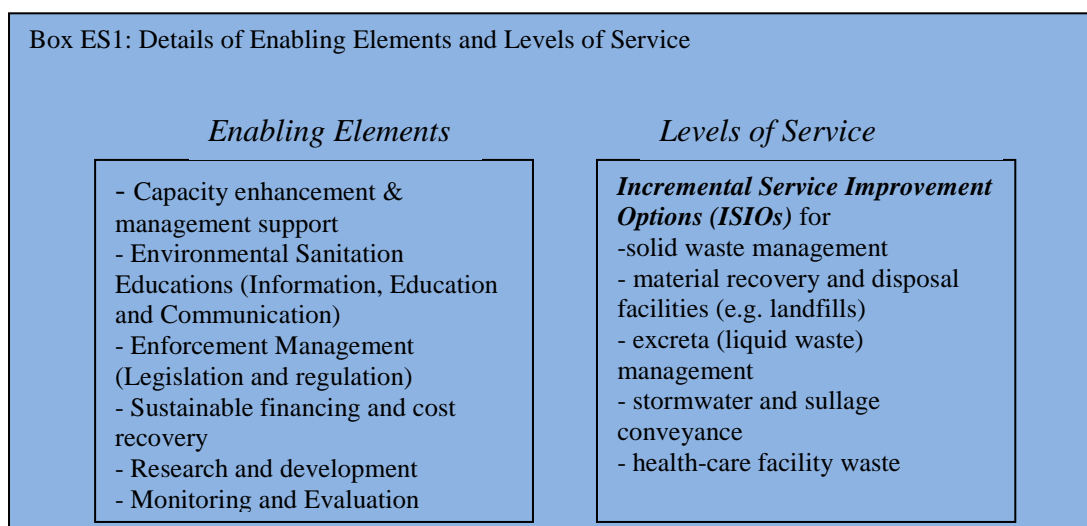 Box ES1: Details of Enabling Elements and Levels of Service
Enabling Elements
- Capacity enhancement &
management support
- Environmental Sanitation
Educations (Information, Education
and Communication)
- Enforcement Management
(Legislation and regulation)
- Sustainable financing and cost
recovery
- Research and development
- Monitoring and Evaluation
Levels of Service
Incremental Service Improvement
Options (ISIOs) for
-solid waste management
- material recovery and disposal
facilities (e.g. landfills)
- excreta (liquid waste)
management
- stormwater and sullage
conveyance
- health-care facility waste